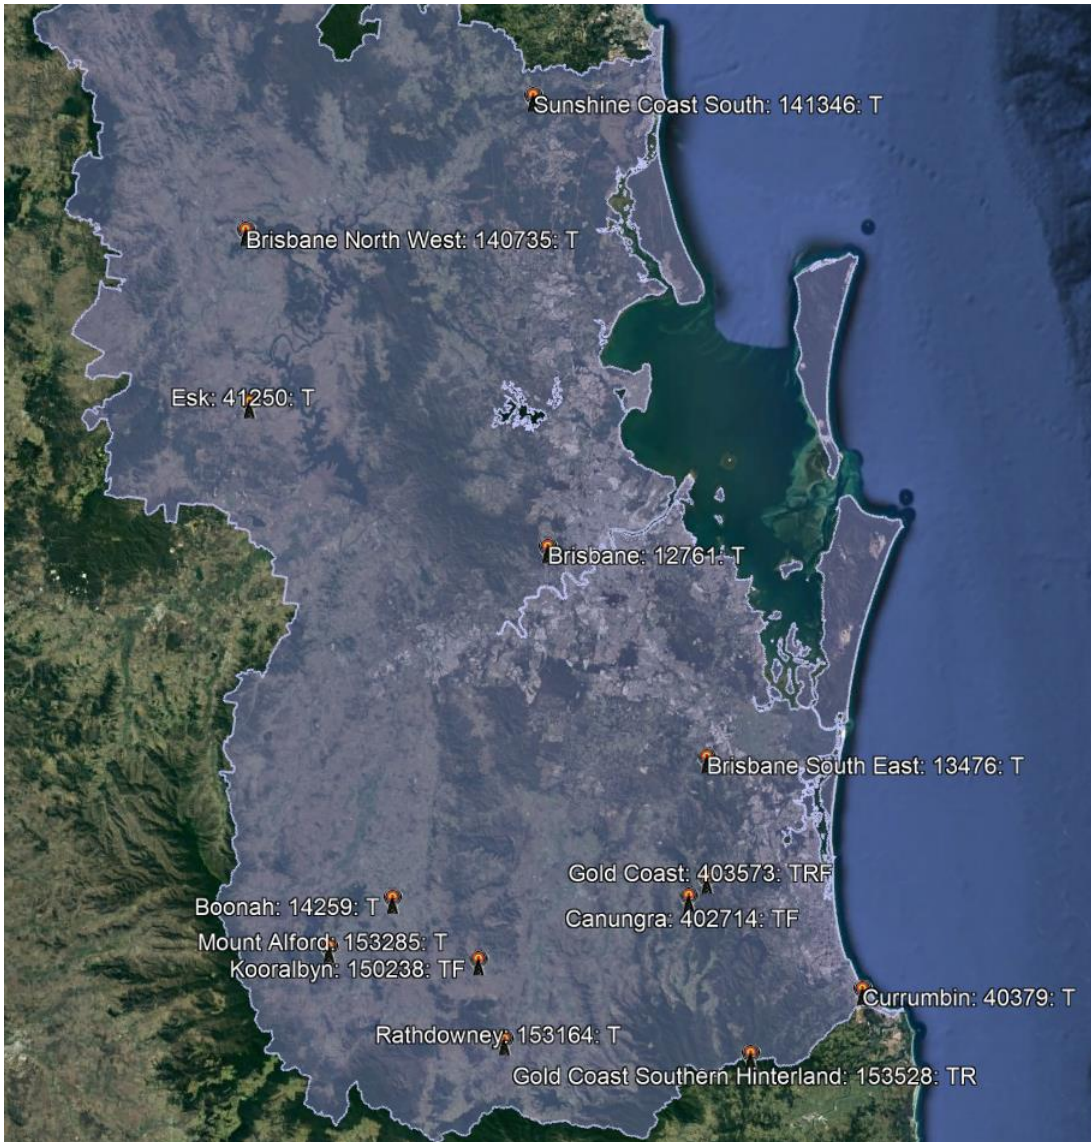 Sunshine Coast South: 141346: T
Brisbane North West: 140735: T
Esk: 41250: T
Brisbane: 12761: T
Brisbane South East: 13476: T
Gold Coast: 403573: TRF
Boonah: 14259: T
Canungra: 402714: TF
Mount Alford: 153285: T
Kooralbyn: 150238: TF
Currumbin: 40379: T
Rathdowney: 153164: T
Gold Coast Southern Hinterland: 153528: TR